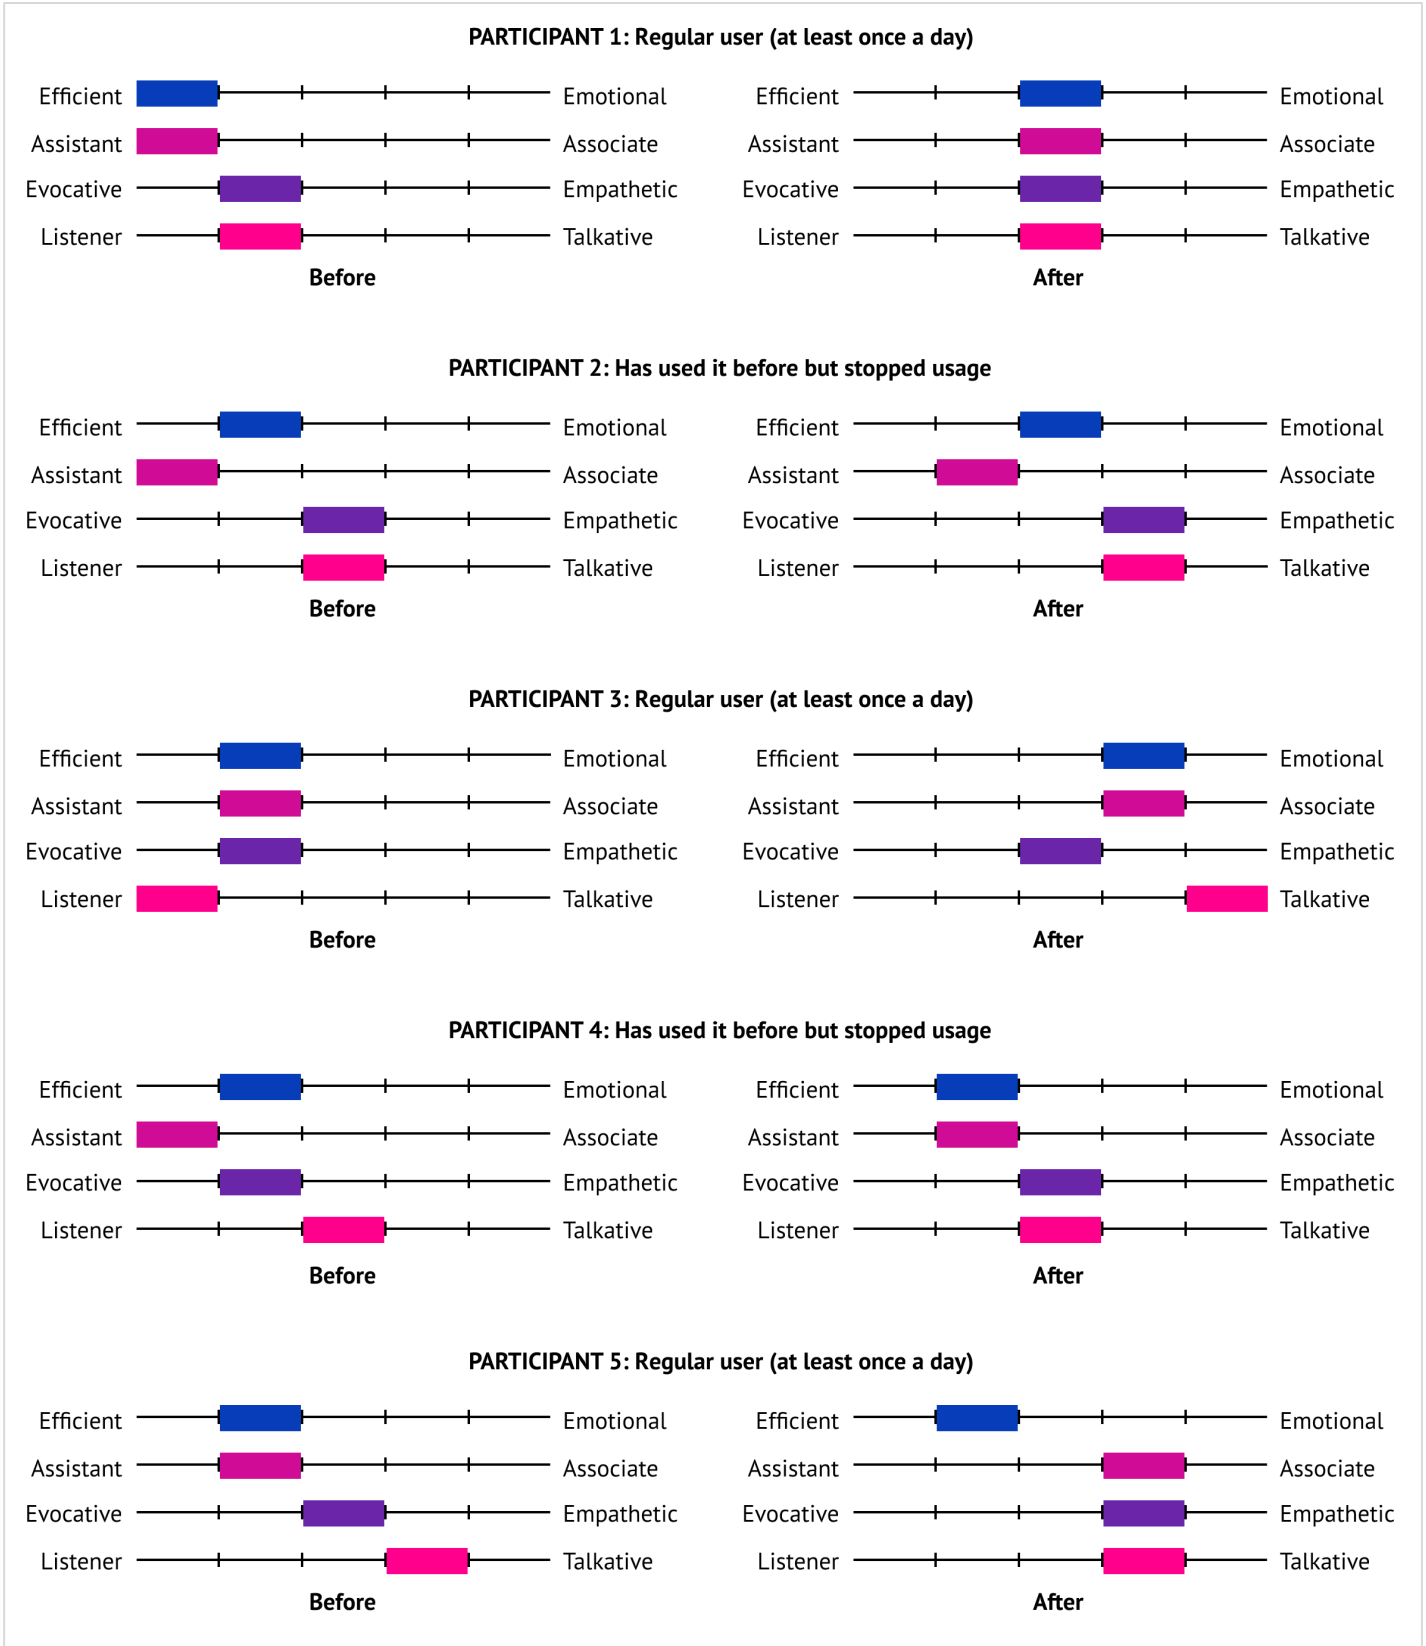 PARTICIPANT 1: Regular user (at least once a day)
Efficient Emotional Efficient Emotional
Assistant Associate Assistant Associate
Evocative Empathetic Evocative Empathetic
Listener Talkative Listener Talkative
Before After
PARTICIPANT 2: Has used it before but stopped usage
Efficient Emotional Efficient Emotional
Assistant Associate Assistant Associate
Evocative Empathetic Evocative Empathetic
Listener Talkative Listener Talkative
Before After
PARTICIPANT 3: Regular user (at least once a day)
Efficient Emotional Efficient Emotional
Assistant Associate Assistant Associate
Evocative Empathetic Evocative Empathetic
Listener Talkative Listener Talkative
Before After
PARTICIPANT 4: Has used it before but stopped usage
Efficient Emotional Efficient Emotional
Assistant Associate Assistant Associate
Evocative Empathetic Evocative Empathetic
Listener Talkative Listener Talkative
Before After
PARTICIPANT 5: Regular user (at least once a day)
Efficient Emotional Efficient Emotional
Assistant Associate Assistant Associate
Evocative Empathetic Evocative Empathetic
Listener Talkative Listener Talkative
Before After